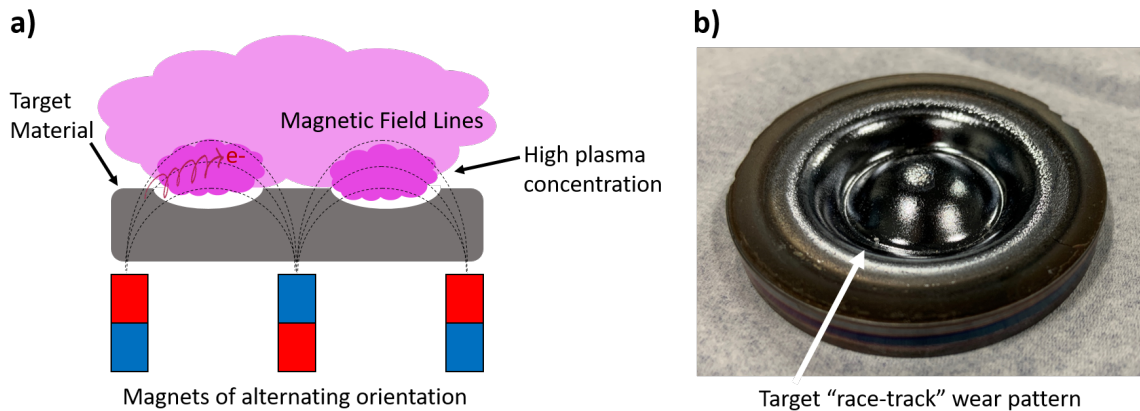 a)
Target
Material
Magnetic Field Lines
e-
High plasma
concentration
Magnets of alternating orientation
b)
Target “race-track” wear pattern